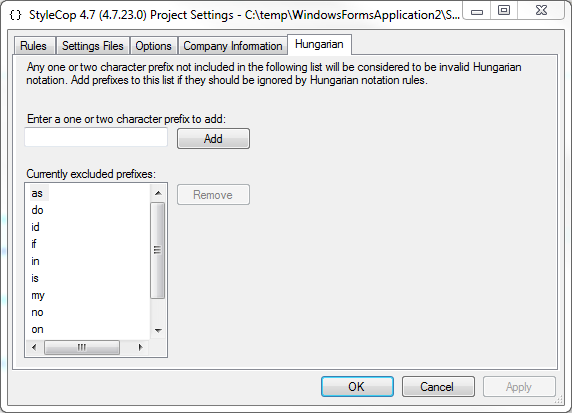 {} StyleCop 4.7 (4.7.23.0) Project Settings - C:\temp\WindowsFormsApplication2\S...
Rules Settings Files Options Company Information Hungarian
Any one or two character prefix not included in the following list will be considered to be invalid Hungarian
notation. Add prefixes to this list if they should be ignored by Hungarian notation rules.
Enter a one or two character prefix to add:
Add
Currently excluded prefixes:
Remove
as
do
id
if
in
is
my
no
on
OK Cancel Apply